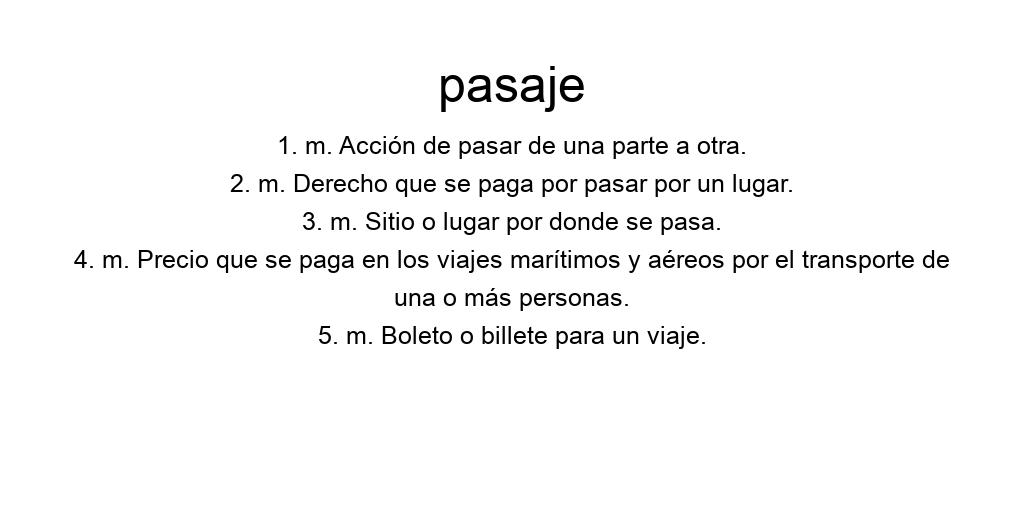 pasaje
1. m. Acción de pasar de una parte a otra.
2. m. Derecho que se paga por pasar por un lugar.
3. m. Sitio o lugar por donde se pasa.
4. m. Precio que se paga en los viajes marítimos y aéreos por el transporte de
una o más personas.
5. m. Boleto o billete para un viaje.